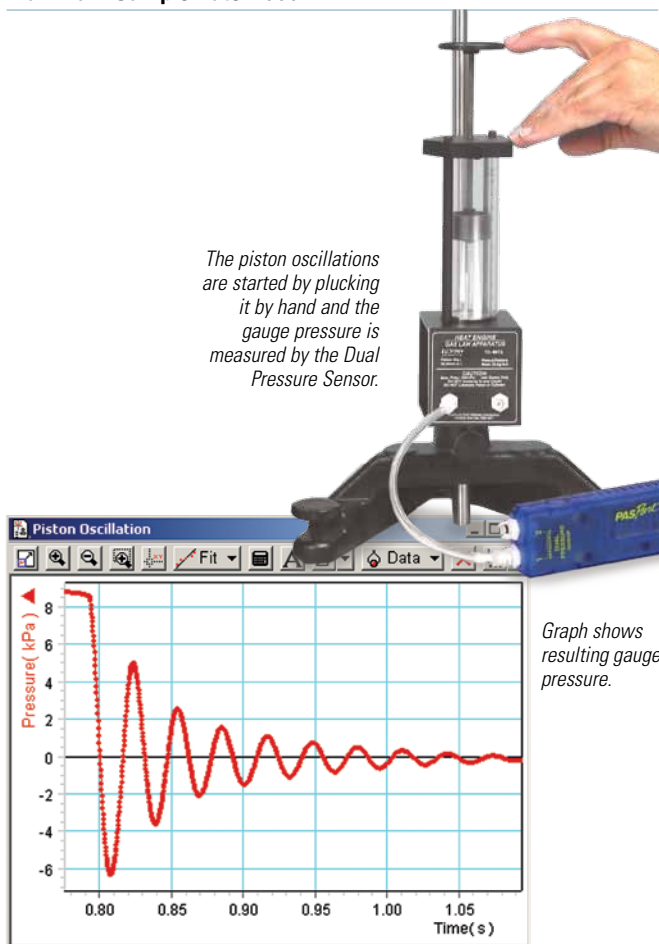 The piston oscillations
are started by plucking
it by hand and the
gauge pressure is
measured by the Dual
Pressure Sensor.
HEAT ENGINE
GAS LAW APPARATUS
CAUTION
PASPORT
DUAL
PRESSURE
Piston Oscillation
Fit
A
Data
Graph shows
resulting gauge
pressure.
Pressure( kPa )
8
6
4
2
0
-2
-4
-6
0.80 0.85 0.90 0.95 1.00 1.05
Time( s )